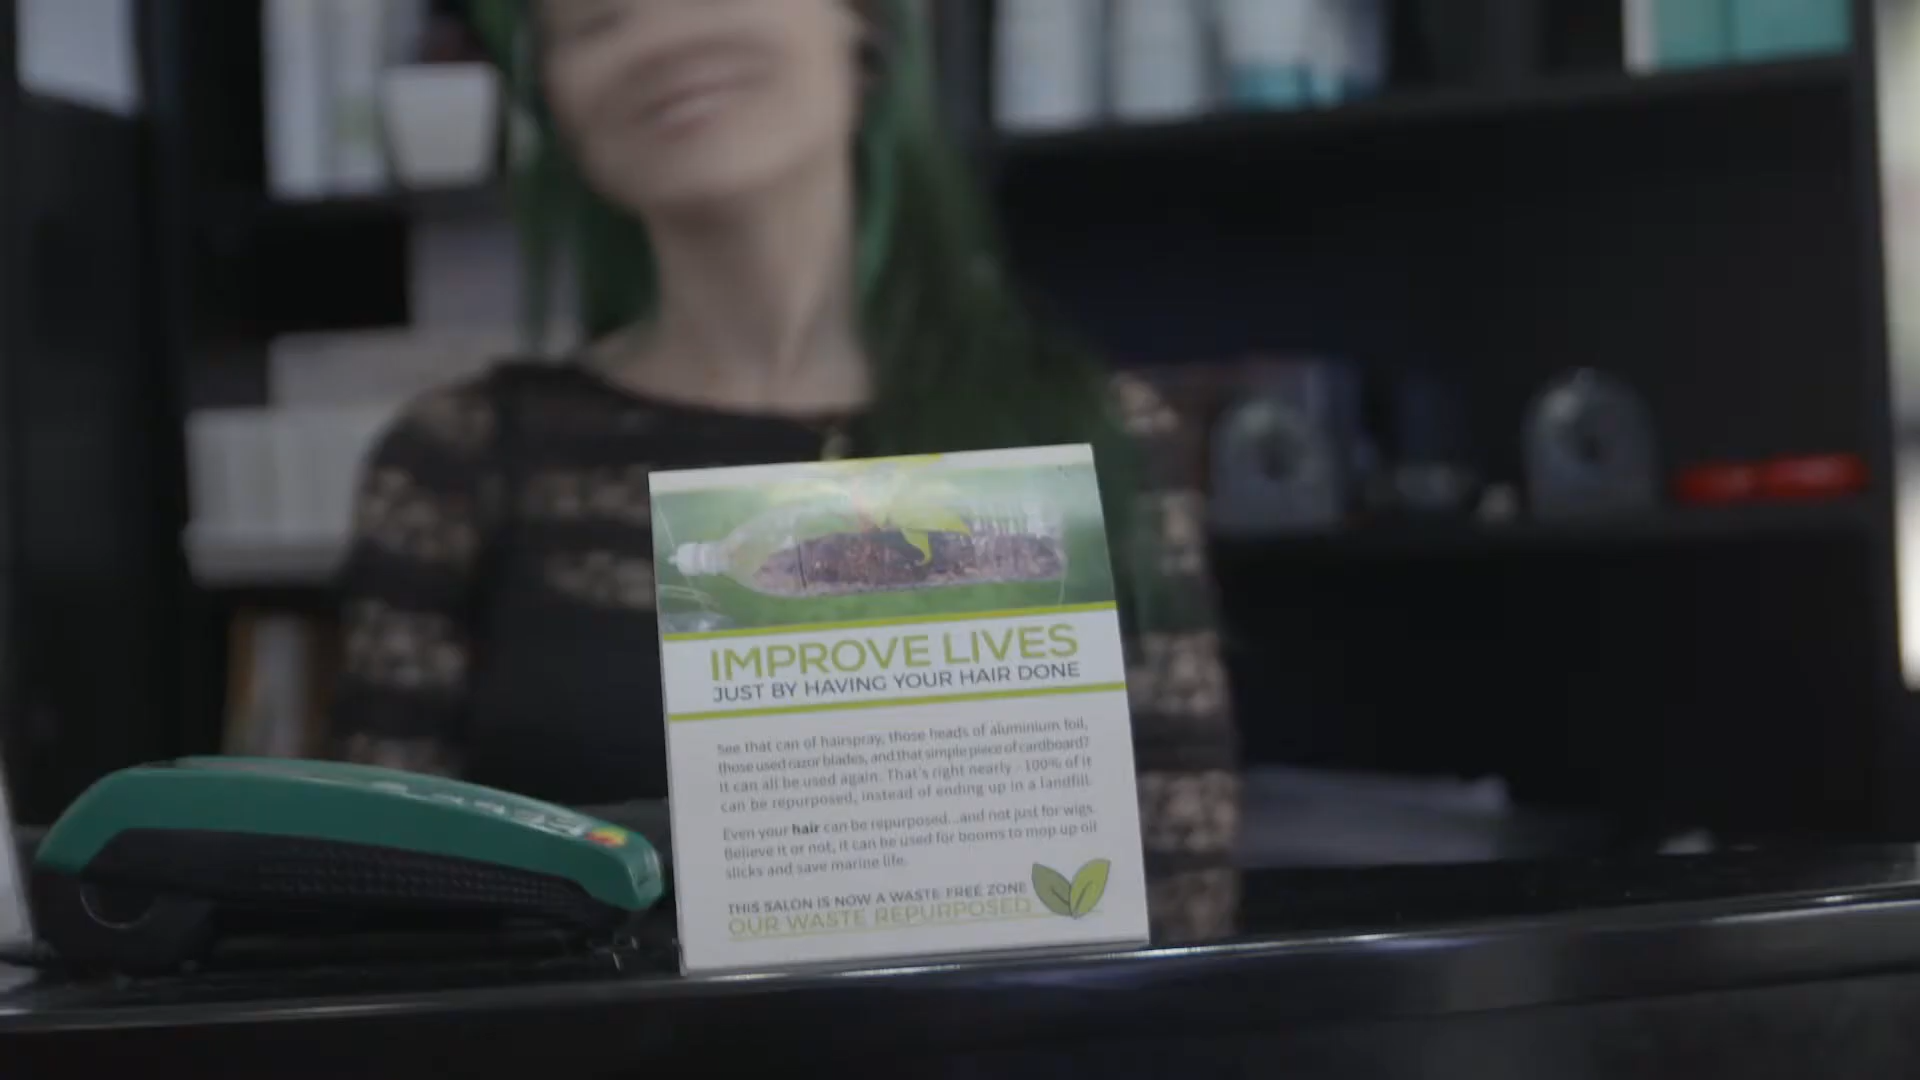 IMPROVE LIVES
JUST BY HAVING YOUR HAIR DONE
See that can of hairspray, those heads of aluminium foil,
those used razor blades, and that simple piece of cardboard?
It can all be used again. That's right nearly - 100% of it
can be repurposed, instead of ending up in a landfill.
Even your hair can be repurposed...and not just for wigs.
Believe it or not, it can be used for booms to mop up oil
slicks and save marine life.
THIS SALON IS NOW A WASTE FREE ZONE
OUR WASTE REPURPOSED